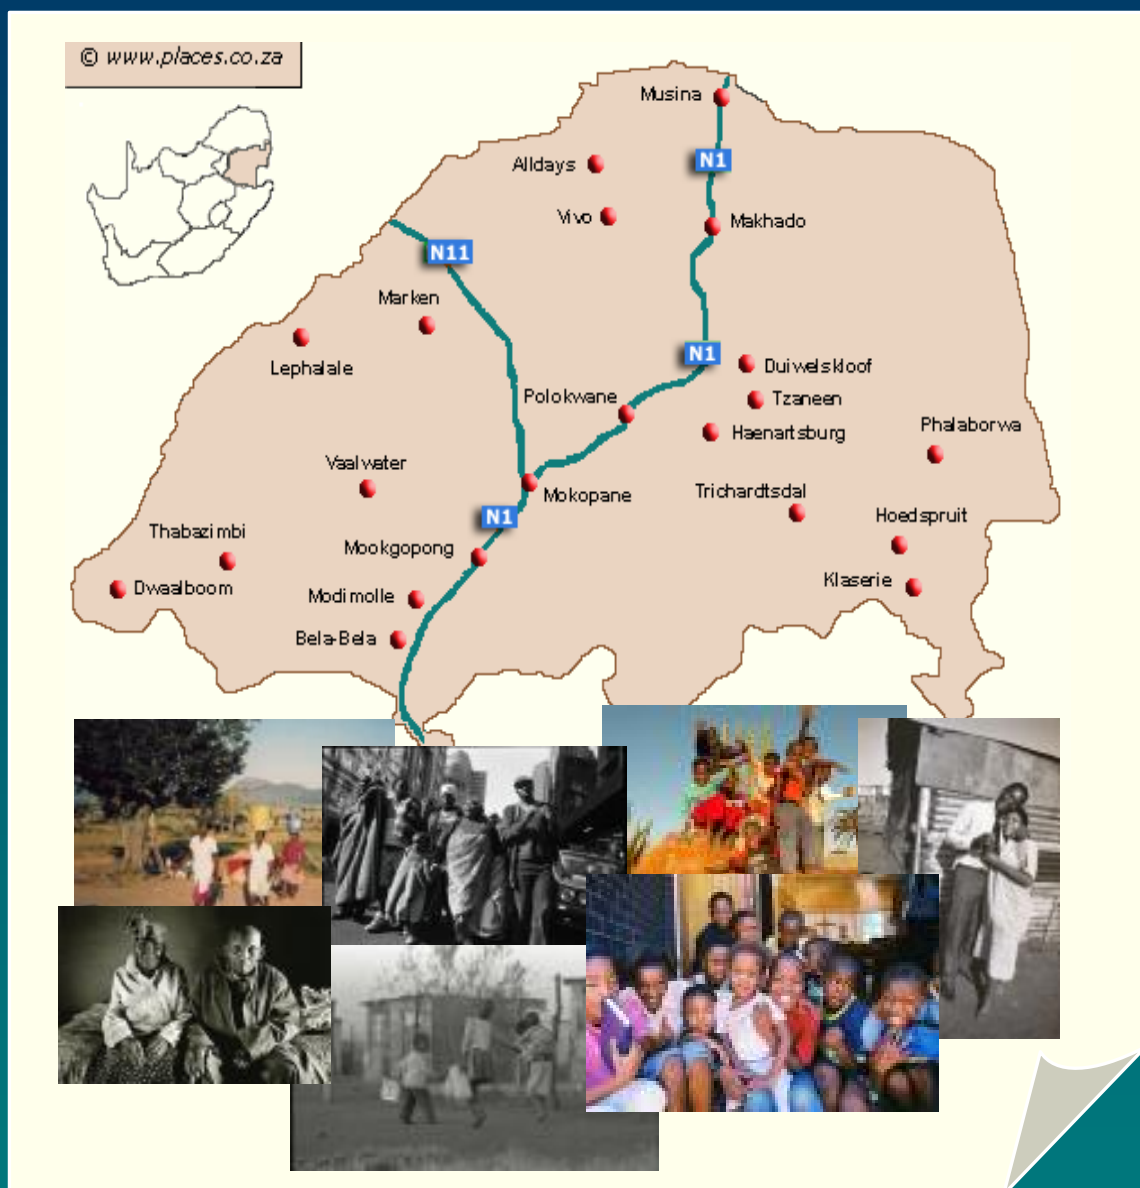 © www.places.co.za
Musina
N1
Alldays
Vivo
Makhado
N11
Marken
Lephalale
N1
Duiwelskloof
Polokwane
Tzaneen
Haenartsburg
Phalaborwa
Vaalwater
Mokopane
Trichardtsdal
N1
Hoedspruit
Thabazimbi
Mookgopong
Klaserie
Dwaalboom
Modimolle
Bela-Bela